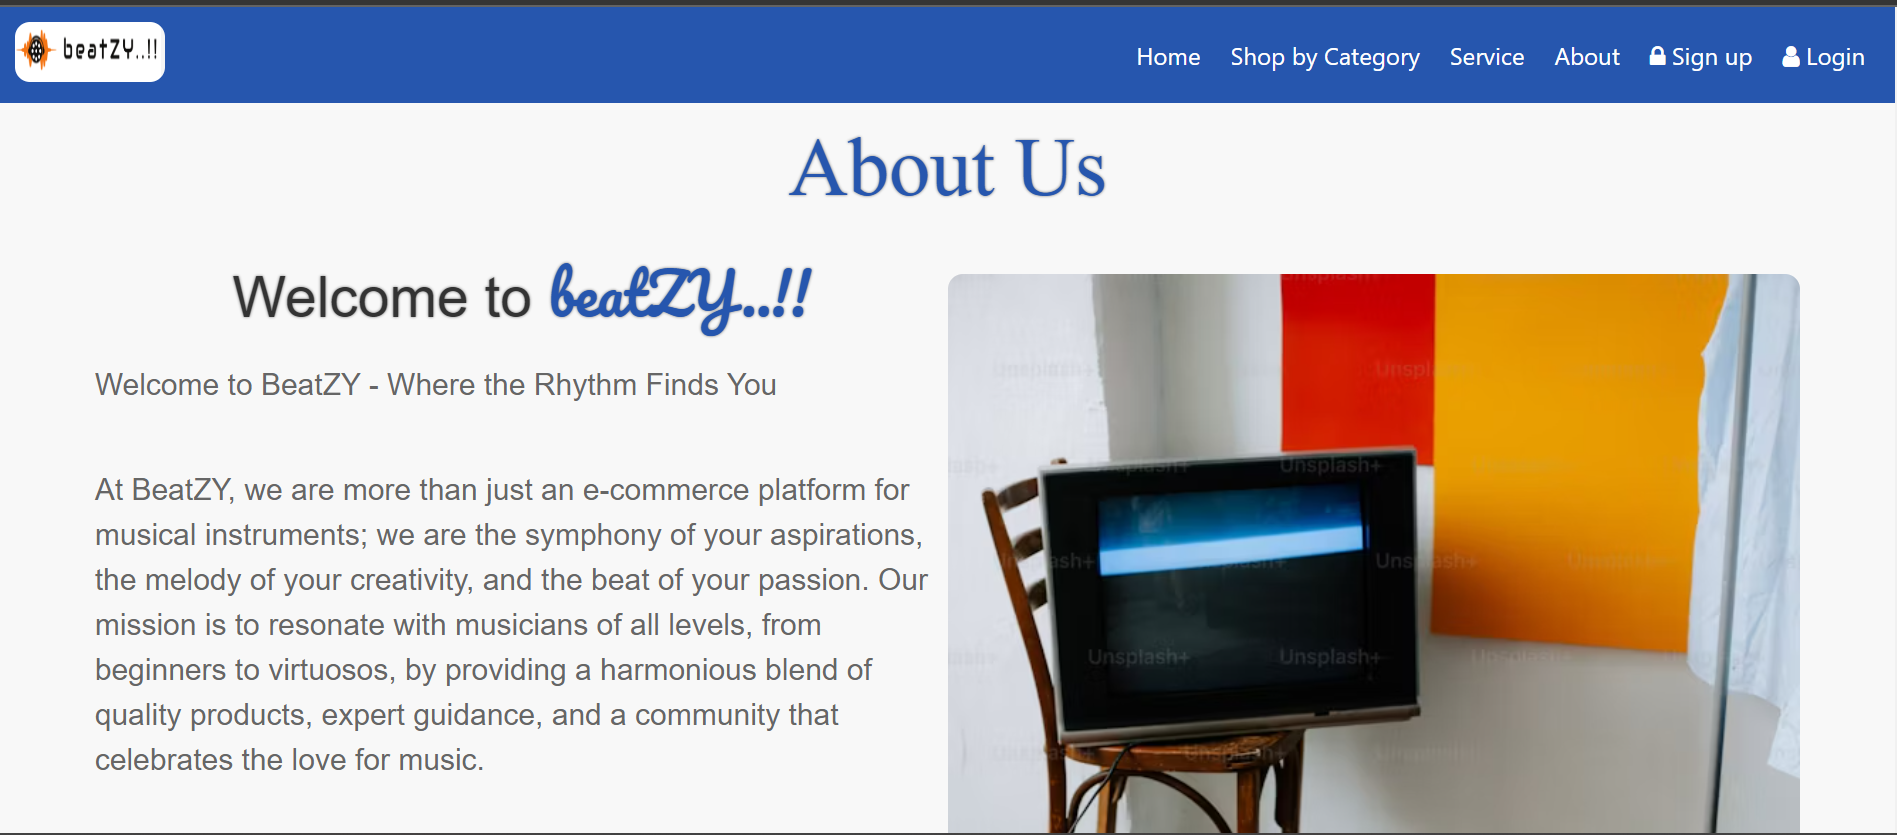 beatZY..!!
Home Shop by Category Service About Sign up Login
About Us
Welcome to beatZY..!!
Welcome to BeatZY - Where the Rhythm Finds You
At BeatZY, we are more than just an e-commerce platform for
musical instruments; we are the symphony of your aspirations,
the melody of your creativity, and the beat of your passion. Our
mission is to resonate with musicians of all levels, from
beginners to virtuosos, by providing a harmonious blend of
quality products, expert guidance, and a community that
celebrates the love for music.
Unsplash+
Unsplash+
Unsplash+
Unsplash+
Unsplash+